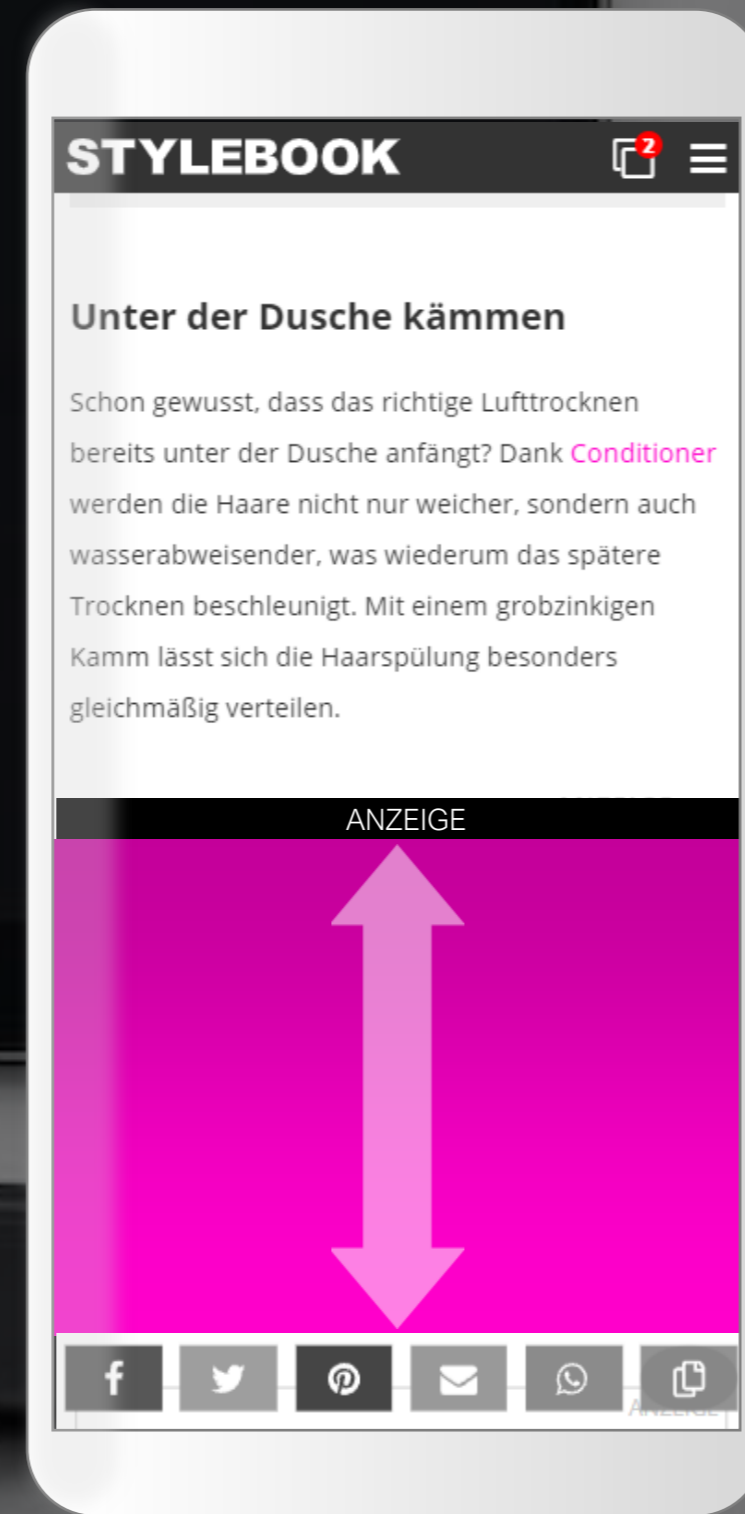 STYLEBOOK
2
Unter der Dusche kämmen
Schon gewusst, dass das richtige Lufttrocknen
bereits unter der Dusche anfängt? Dank Conditioner
werden die Haare nicht nur weicher, sondern auch
wasserabweisender, was wiederum das spätere
Trocknen beschleunigt. Mit einem grobzinkigen
Kamm lässt sich die Haarspülung besonders
gleichmäßig verteilen.
ANZEIGE
ANZEIGE